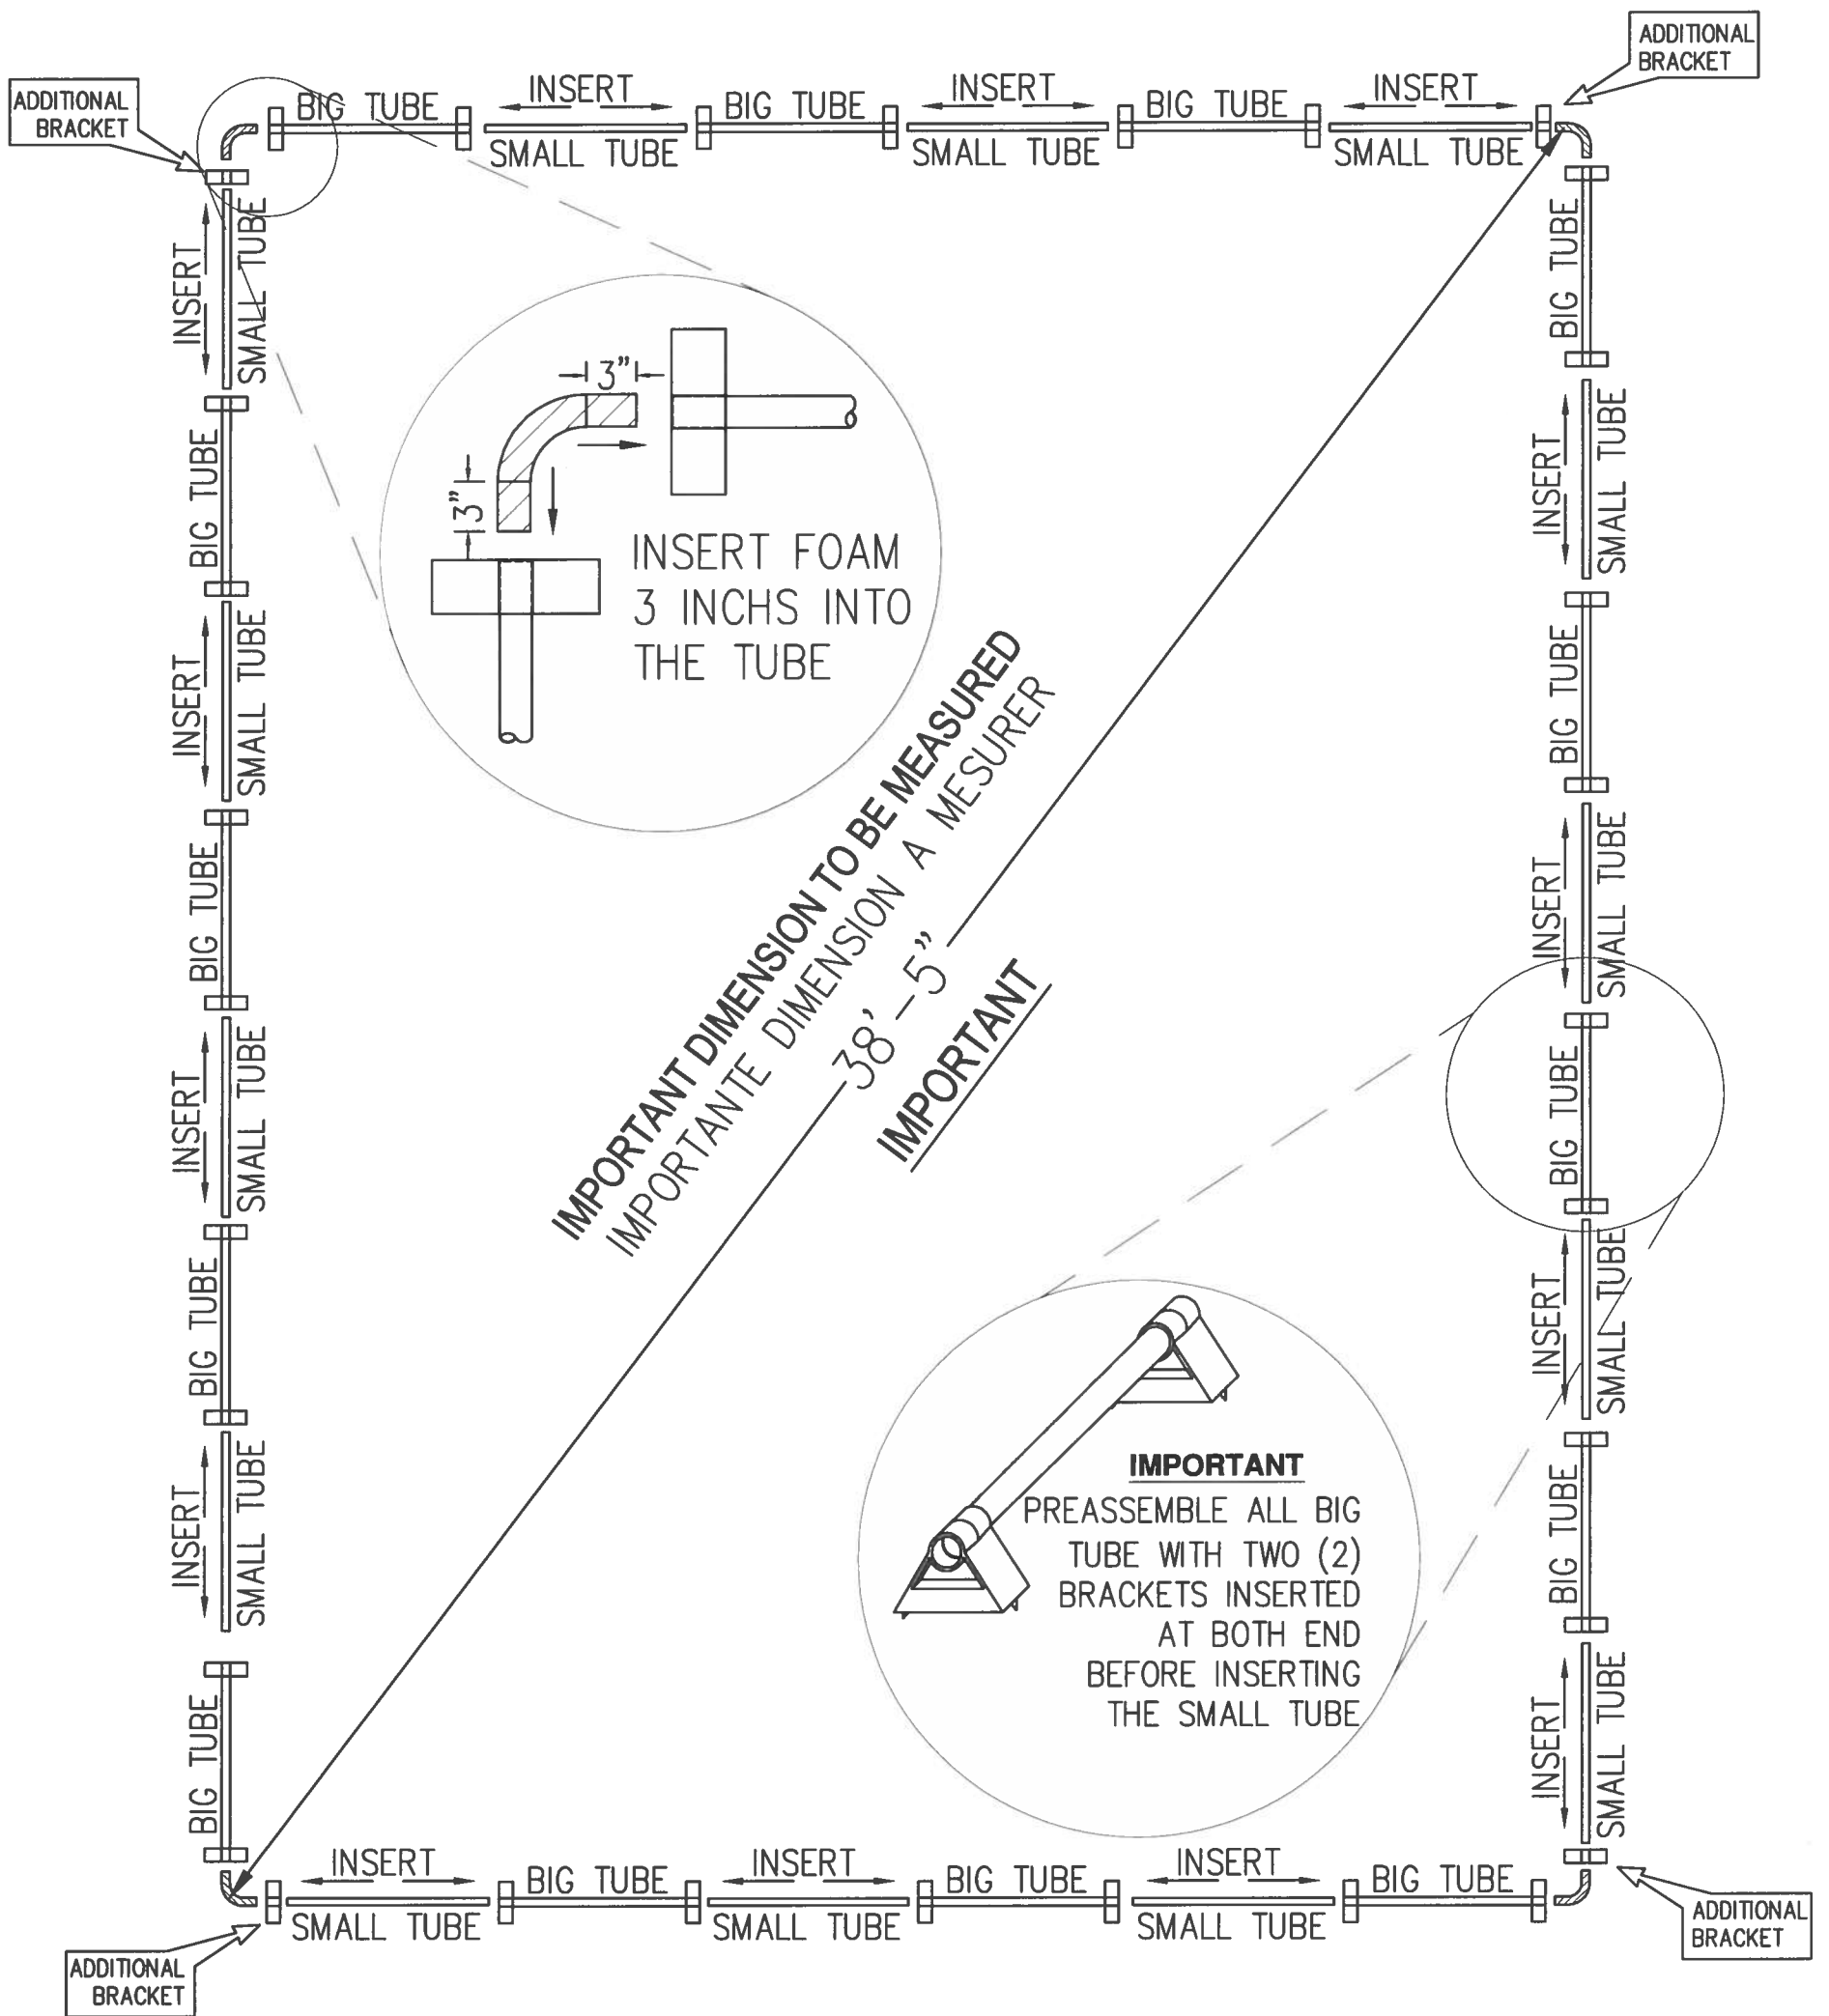 ADDITIONAL
BRACKET
ADDITIONAL
BRACKET
BIG TUBE
INSERT
SMALL TUBE
BIG TUBE
INSERT
SMALL TUBE
BIG TUBE
INSERT
SMALL TUBE
INSERT
SMALL TUBE
BIG TUBE
INSERT
SMALL TUBE
BIG TUBE
INSERT
SMALL TUBE
BIG TUBE
INSERT
SMALL TUBE
BIG TUBE
3"
3"
INSERT FOAM
3 INCHS INTO
THE TUBE
IMPORTANT DIMENSION TO BE MEASURED
IMPORTANTE DIMENSION A MESURER
38'-5"
IMPORTANT
BIG TUBE
INSERT
SMALL TUBE
BIG TUBE
INSERT
SMALL TUBE
BIG TUBE
INSERT
SMALL TUBE
BIG TUBE
INSERT
SMALL TUBE
IMPORTANT
PREASSEMBLE ALL BIG
TUBE WITH TWO (2)
BRACKETS INSERTED
AT BOTH END
BEFORE INSERTING
THE SMALL TUBE
INSERT
SMALL TUBE
BIG TUBE
INSERT
SMALL TUBE
BIG TUBE
INSERT
SMALL TUBE
BIG TUBE
ADDITIONAL
BRACKET
ADDITIONAL
BRACKET